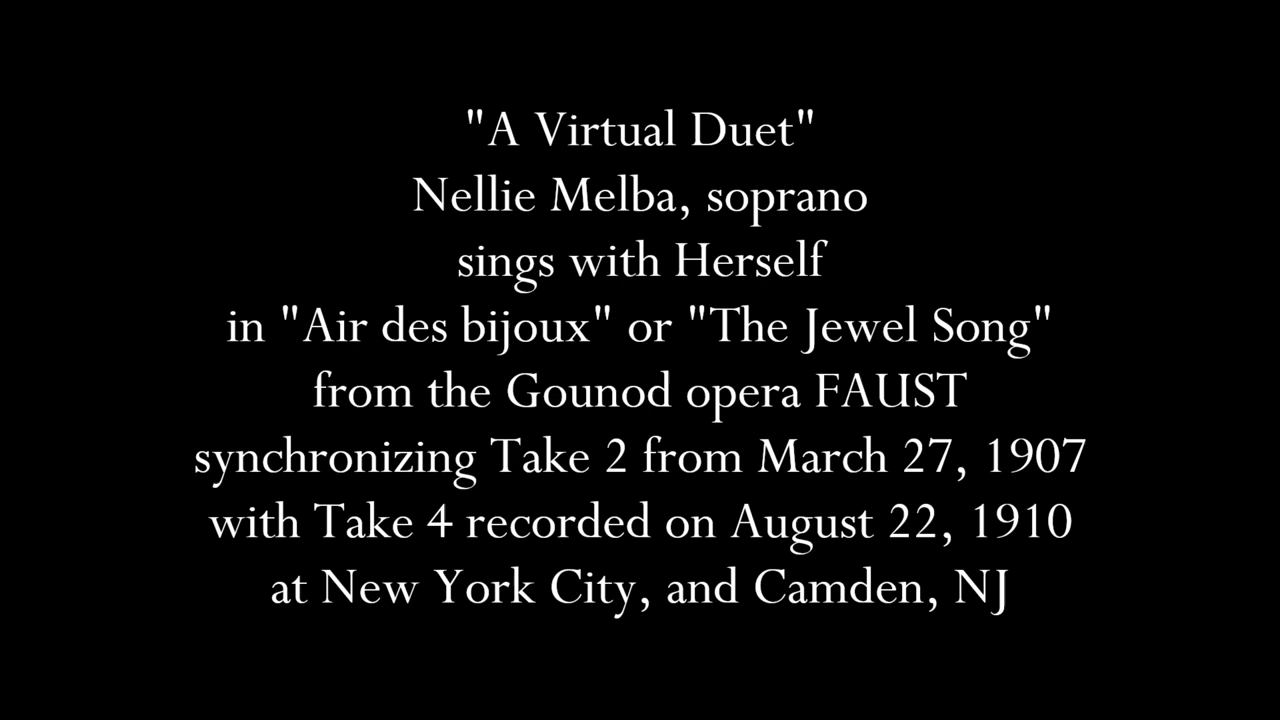 "A Virtual Duet"
Nellie Melba, soprano
sings with Herself
in "Air des bijoux" or "The Jewel Song"
from the Gounod opera FAUST
synchronizing Take 2 from March 27, 1907
with Take 4 recorded on August 22, 1910
at New York City, and Camden, NJ